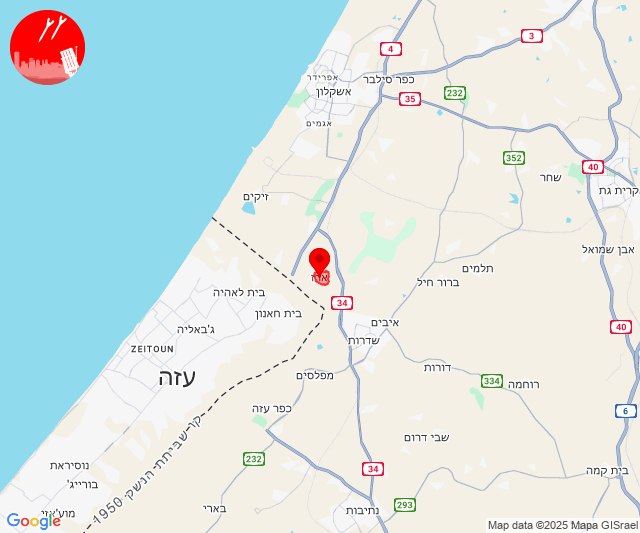 3
4
כפר סילבר
אפרידר
אשקלון
232
35
אגמים
352
40
שחר
קרית גת
זיקים
אבן שמואל
תלמים
ברור חיל
ארז
בית לאהיה
34
בית חאנון
איבים
40
ג'באליה
שדרות
ZEITOUN
דורות
עזה
מפלסים
334
רוחמה
כפר עזה
6
קו שביתת-הנשק 1950
שבי דרום
232
34
נוסיראת
בית קמה
בורייג'
293
בארי
נתיבות
מוע'אזי
Google
Map data ©2025 Mapa GISrael